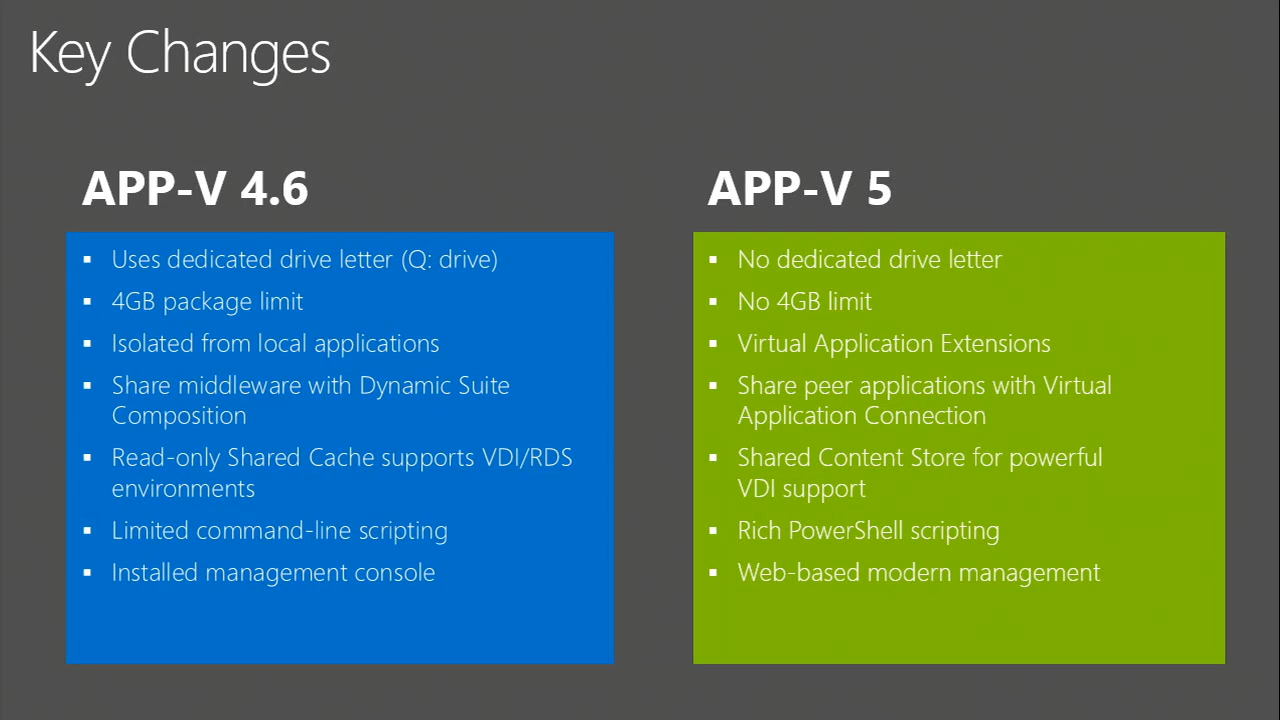 Key Changes
APP-V 4.6
▪ Uses dedicated drive letter (Q: drive)
▪ 4GB package limit
▪ Isolated from local applications
▪ Share middleware with Dynamic Suite
Composition
▪ Read-only Shared Cache supports VDI/RDS
environments
▪ Limited command-line scripting
▪ Installed management console
APP-V 5
▪ No dedicated drive letter
▪ No 4GB limit
▪ Virtual Application Extensions
▪ Share peer applications with Virtual
Application Connection
▪ Shared Content Store for powerful
VDI support
▪ Rich PowerShell scripting
▪ Web-based modern management